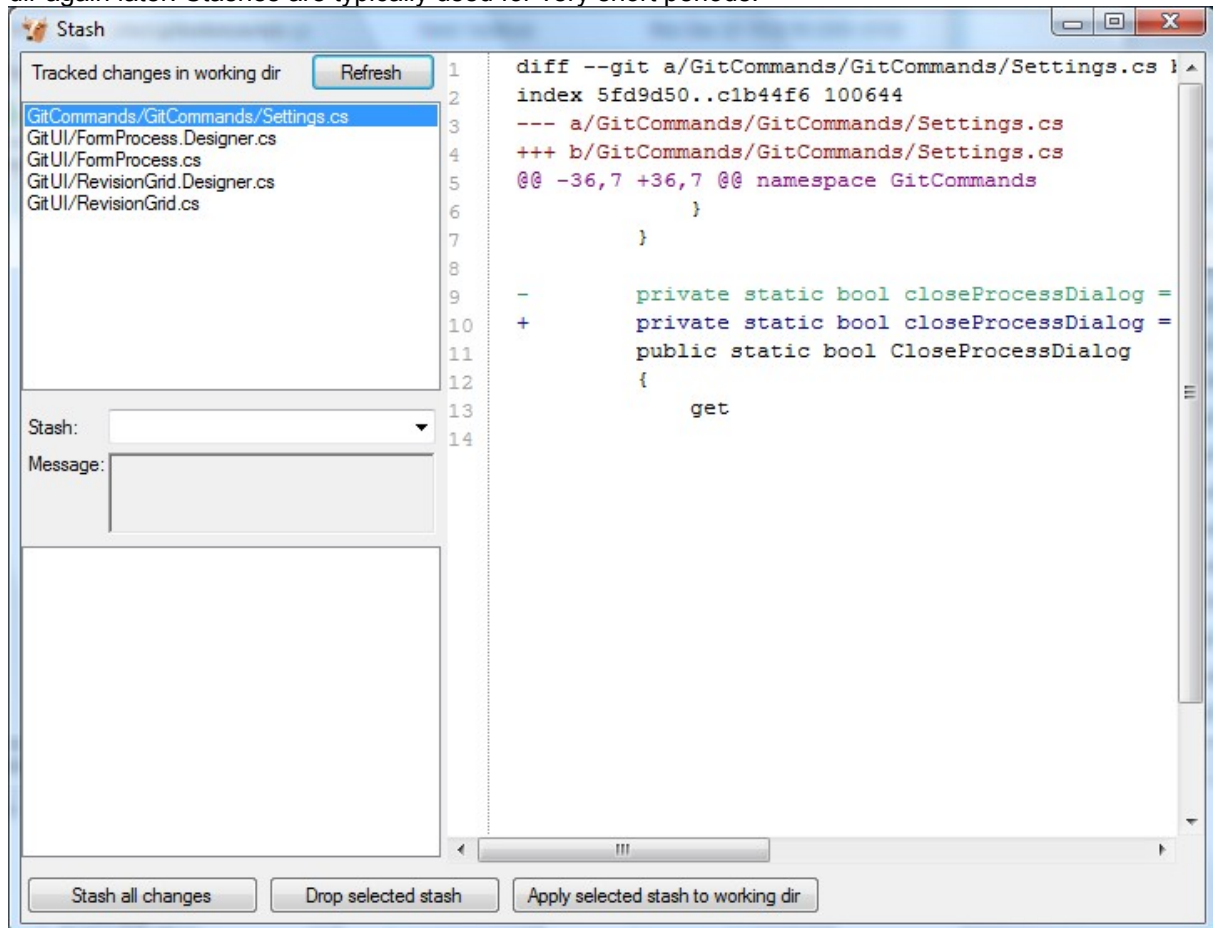 Stash
Tracked changes in working dir Refresh
GitCommands/GitCommands/Settings.cs
GitUI/FormProcess.Designer.cs
GitUI/FormProcess.cs
GitUI/RevisionGrid.Designer.cs
GitUI/RevisionGrid.cs
Stash:
Message:
1 diff --git a/GitCommands/GitCommands/Settings.cs
2 index 5fd9d50..c1b44f6 100644
3 --- a/GitCommands/GitCommands/Settings.cs
4 +++ b/GitCommands/GitCommands/Settings.cs
5 @@ -36,7 +36,7 @@ namespace GitCommands
6 }
7 }
8
9 - private static bool closeProcessDialog =
10 + private static bool closeProcessDialog =
11 public static bool CloseProcessDialog
12 {
13 get
14
Stash all changes Drop selected stash Apply selected stash to working dir